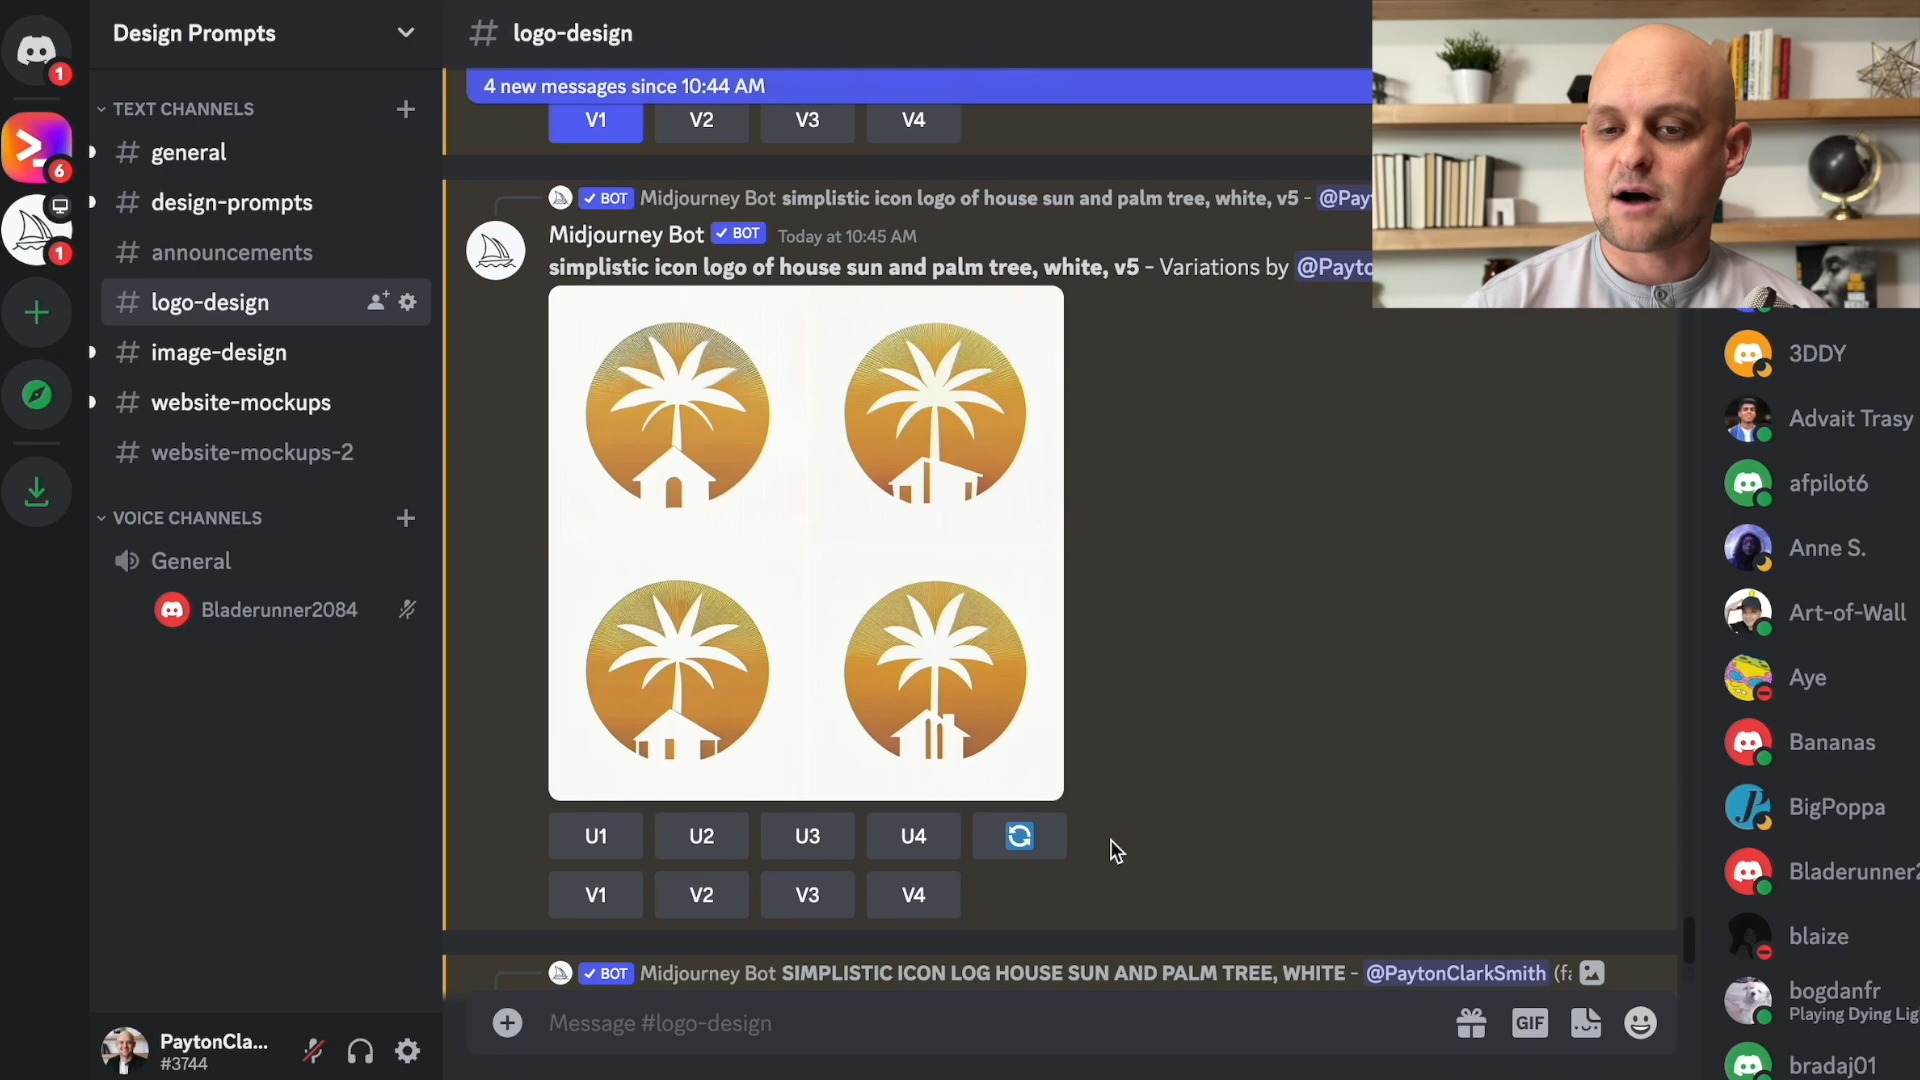 1
6
1
Design Prompts
TEXT CHANNELS
general
design-prompts
announcements
logo-design
image-design
website-mockups
website-mockups-2
VOICE CHANNELS
General
Bladerunner2084
PaytonCla...
#3744
logo-design
4 new messages since 10:44 AM
V1 V2 V3 V4
BOT Midjourney Bot simplistic icon logo of house sun and palm tree, white, v5 - @Pay
Midjourney Bot BOT Today at 10:45 AM
simplistic icon logo of house sun and palm tree, white, v5 - Variations by @Payto
U1 U2 U3 U4
V1 V2 V3 V4
BOT Midjourney Bot SIMPLISTIC ICON LOG HOUSE SUN AND PALM TREE, WHITE - @PaytonClarkSmith (fa
Message #logo-design
GIF
3DDY
Advait Trasy
afpilot6
Anne S.
Art-of-Wall
Aye
Bananas
BigPoppa
Bladerunner2
blaize
bogdanfr
Playing Dying Lig
bradaj01